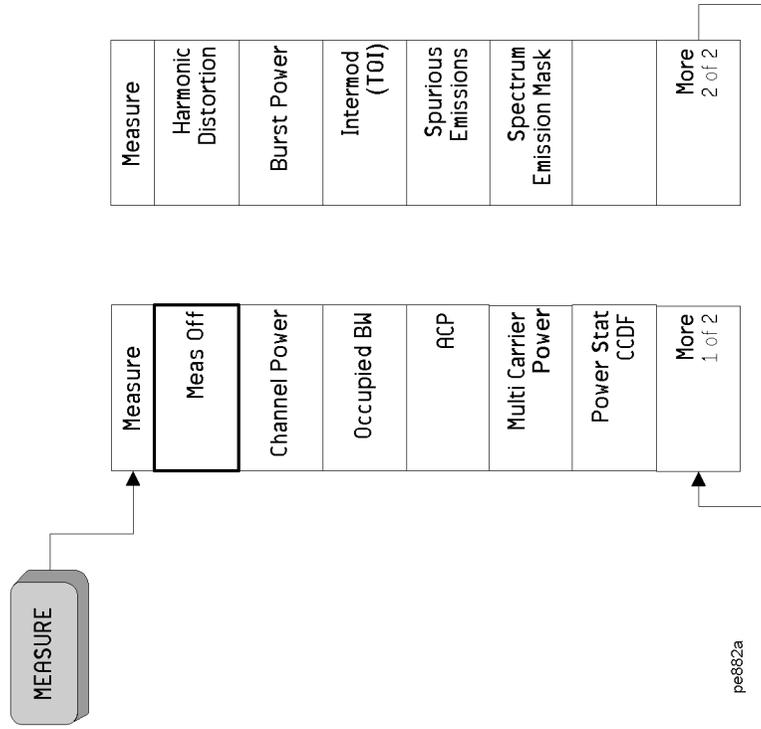 MEASURE
Measure
Meas Off
Channel Power
Occupied BW
ACP
Multi Carrier
Power
Power Stat
CCDF
More
1 of 2
Measure
Harmonic
Distortion
Burst Power
Intermod
(TOI)
Spurious
Emissions
Spectrum
Emission Mask
More
2 of 2
pe882a